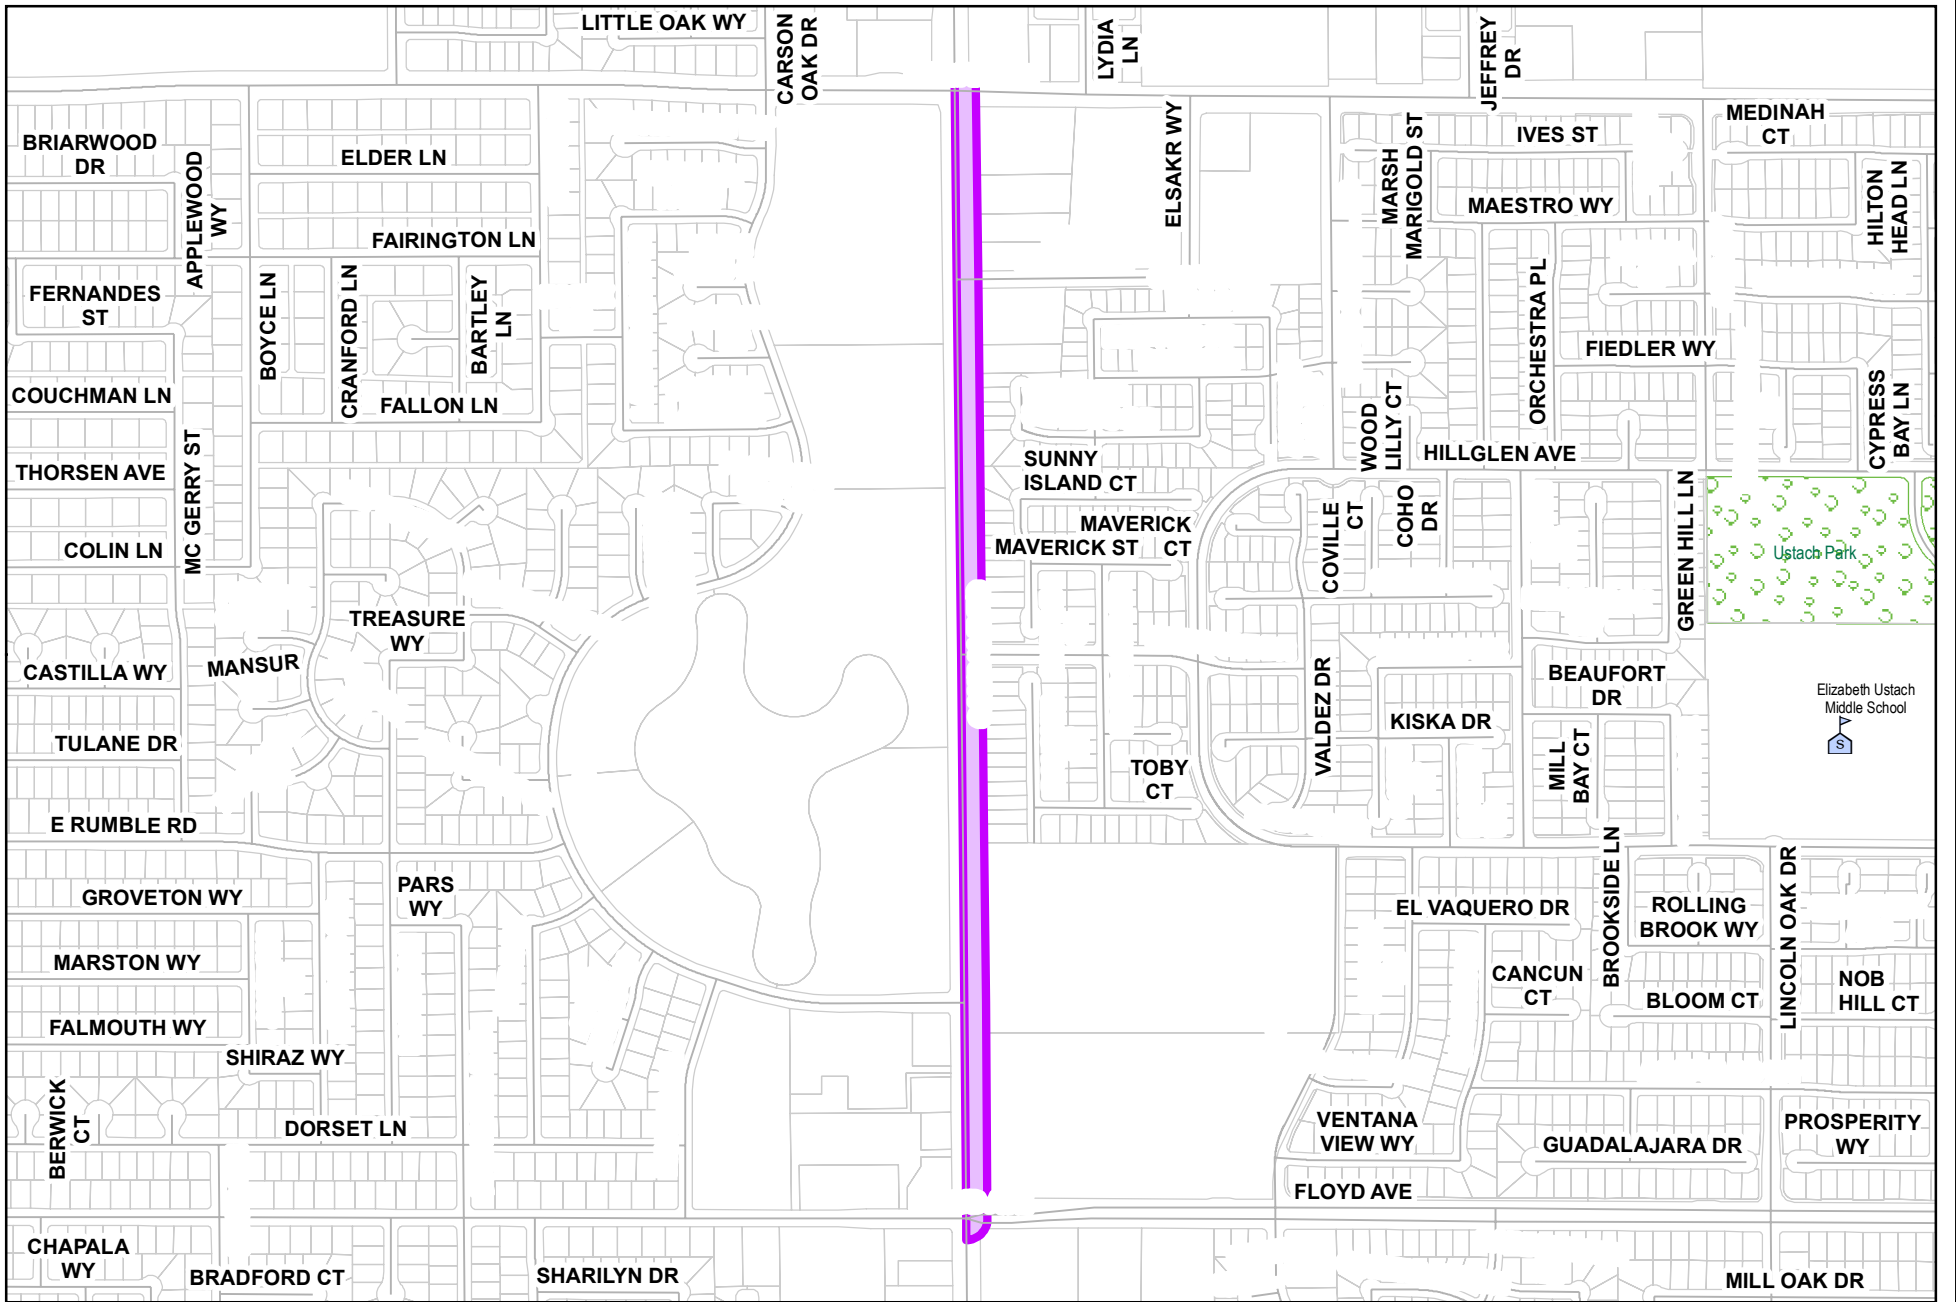 LITTLE OAK WY
CARSON
OAK DR
LYDIA
LN
JEFFREY
DR
BRIARWOOD
DR
APPLEWOOD
WY
ELDER LN
ELSAKR WY
MARSH
MARIGOLD ST
IVES ST
MEDINAH
CT
MAESTRO WY
HILTON
HEAD LN
FAIRINGTON LN
FERNANDES
ST
BOYCE LN
CRANFORD LN
BARTLEY
LN
ORCHESTRA PL
FIEDLER WY
COUCHMAN LN
FALLON LN
WOOD
LILLY CT
CYPRESS
BAY LN
THORSEN AVE
MC GERRY ST
SUNNY
ISLAND CT
HILLGLEN AVE
COLIN LN
MAVERICK
CT
MAVERICK ST
COVILLE
CT
COHO
DR
GREEN HILL LN
Ustach Park
TREASURE
WY
CASTILLA WY
MANSUR
VALDEZ DR
BEAUFORT
DR
Elizabeth Ustach
Middle School
S
TULANE DR
KISKA DR
TOBY
CT
MILL
BAY CT
E RUMBLE RD
GROVETON WY
PARS
WY
EL VAQUERO DR
BROOKSIDE LN
ROLLING
BROOK WY
LINCOLN OAK DR
MARSTON WY
CANCUN
CT
BLOOM CT
NOB
HILL CT
FALMOUTH WY
SHIRAZ WY
BERWICK
CT
DORSET LN
VENTANA
VIEW WY
GUADALAJARA DR
PROSPERITY
WY
FLOYD AVE
CHAPALA
WY
BRADFORD CT
SHARILYN DR
MILL OAK DR